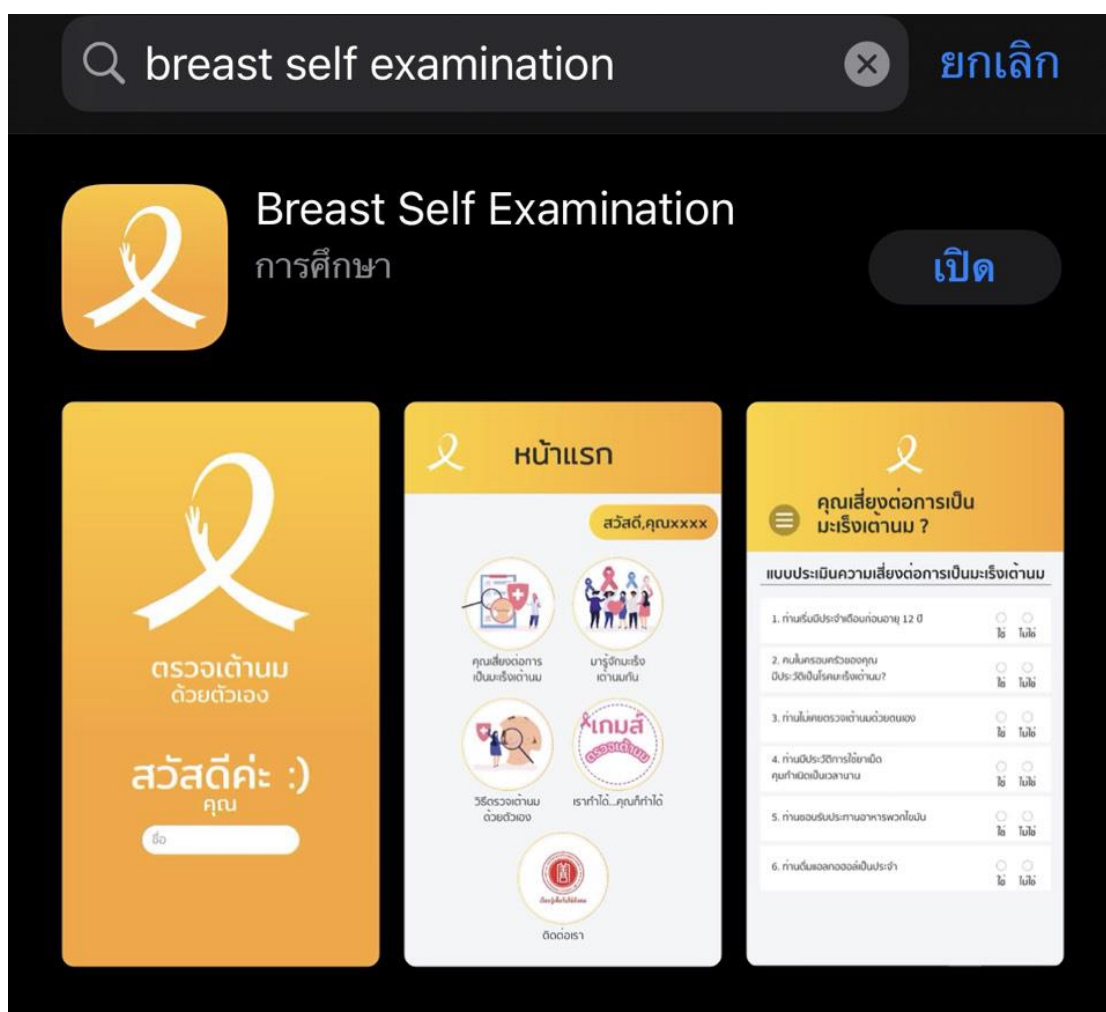 breast self examination
ยกเลิก
Breast Self Examination
การศึกษา
เปิด
ตรวจเต้านม
ด้วยตัวเอง
สวัสดีค่ะ :)
คุณ
ชื่อ
หน้าแรก
สวัสดี,คุณxxxx
คุณเสี่ยงต่อการ
เป็นมะเร็งเต้านม
มารู้จักมะเร็ง
เต้านมกัน
วิธีตรวจเต้านม
ด้วยตัวเอง
เกมส์
ตรวจเต้านม
เราทำได้...คุณก็ทำได้
ติดต่อเรา
คุณเสี่ยงต่อการเป็น
มะเร็งเต้านม ?
แบบประเมินความเสี่ยงต่อการเป็นมะเร็งเต้านม
1. ท่านเริ่มมีประจำเดือนก่อนอายุ 12 ปี
ใช่ ไม่ใช่
2. คนในครอบครัวของคุณ
มีประวัติเป็นโรคมะเร็งเต้านม?
ใช่ ไม่ใช่
3. ท่านไม่เคยตรวจเต้านมด้วยตนเอง
ใช่ ไม่ใช่
4. ท่านมีประวัติการใช้ยาเม็ด
คุมกำเนิดเป็นเวลานาน
ใช่ ไม่ใช่
5. ท่านชอบรับประทานอาหารพวกไขมัน
ใช่ ไม่ใช่
6. ท่านดื่มแอลกอฮอล์เป็นประจำ
ใช่ ไม่ใช่